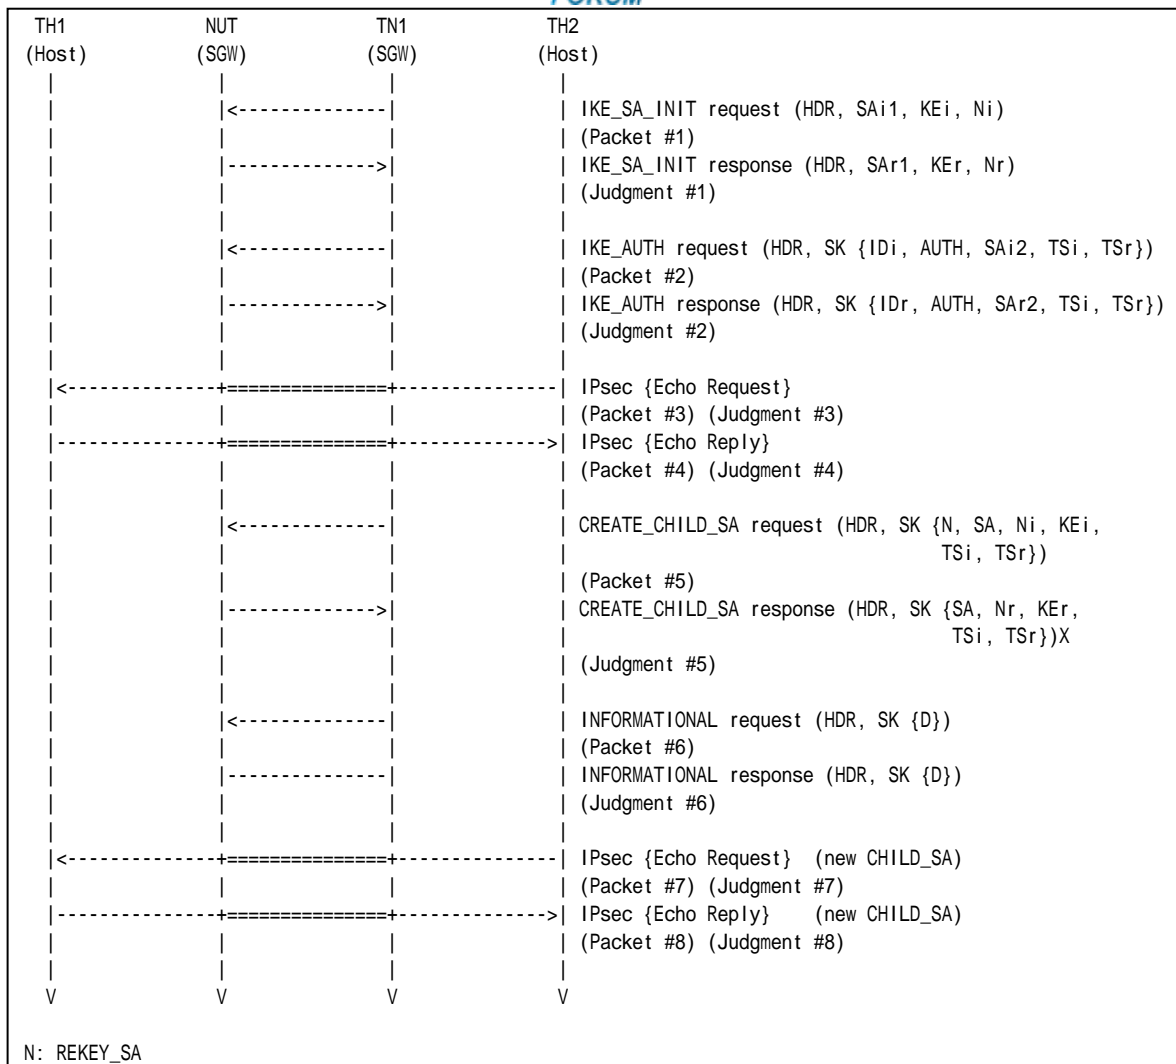 FORUM
TH1 NUT TN1 TH2
(Host) (SGW) (SGW) (Host)
IKE_SA_INIT request (HDR, SAi1, KEi, Ni)
(Packet #1)
IKE_SA_INIT response (HDR, SAr1, KEr, Nr)
(Judgment #1)
IKE_AUTH request (HDR, SK {IDi, AUTH, SAi2, TSi, TSr})
(Packet #2)
IKE_AUTH response (HDR, SK {IDr, AUTH, SAr2, TSi, TSr})
(Judgment #2)
IPsec {Echo Request}
(Packet #3) (Judgment #3)
IPsec {Echo Reply}
(Packet #4) (Judgment #4)
CREATE_CHILD_SA request (HDR, SK {N, SA, Ni, KEi,
TSi, TSr})
(Packet #5)
CREATE_CHILD_SA response (HDR, SK {SA, Nr, KEr,
TSi, TSr})X
(Judgment #5)
INFORMATIONAL request (HDR, SK {D})
(Packet #6)
INFORMATIONAL response (HDR, SK {D})
(Judgment #6)
IPsec {Echo Request} (new CHILD_SA)
(Packet #7) (Judgment #7)
IPsec {Echo Reply} (new CHILD_SA)
(Packet #8) (Judgment #8)
V V V V
N: REKEY_SA